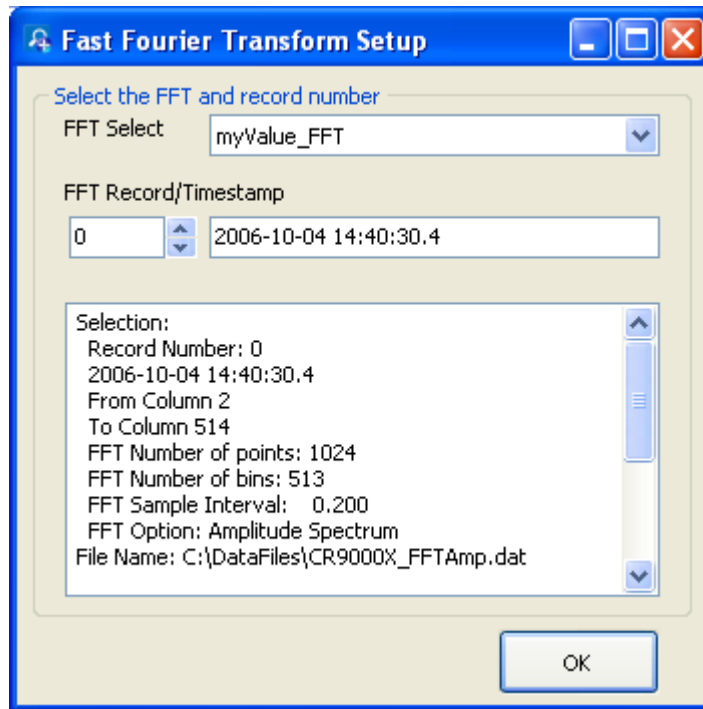 Fast Fourier Transform Setup
Select the FFT and record number
FFT Select
myValue_FFT
FFT Record/Timestamp
0
2006-10-04 14:40:30.4
Selection:
Record Number: 0
2006-10-04 14:40:30.4
From Column 2
To Column 514
FFT Number of points: 1024
FFT Number of bins: 513
FFT Sample Interval: 0.200
FFT Option: Amplitude Spectrum
File Name: C:\DataFiles\CR9000X_FFTAmp.dat
OK